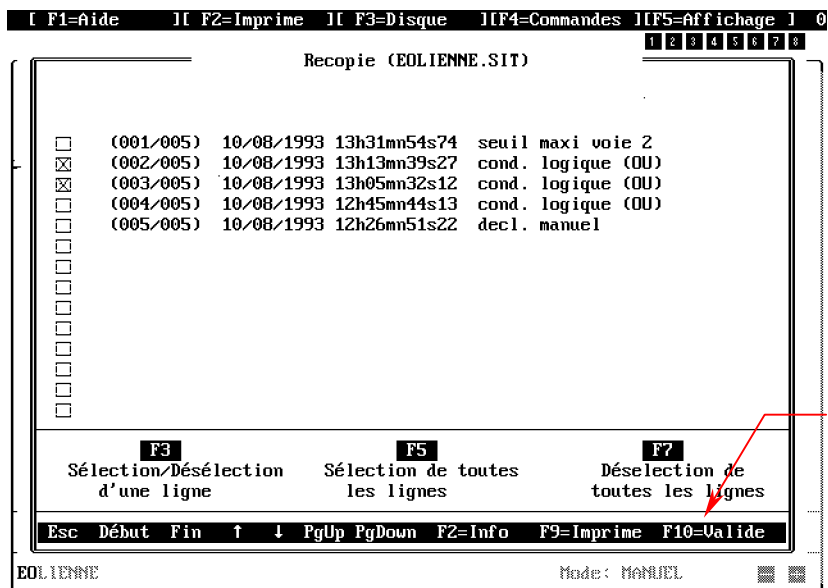 [ F1=Aide ][ F2=Imprime ][ F3=Disque ][F4=Commandes ][F5=Affichage ] 0
1 2 3 4 5 6 7 8
Recopie (EOLIENNE.SIT)
(001/005) 10/08/1993 13h31mn54s74 seuil maxi voie 2
(002/005) 10/08/1993 13h13mn39s27 cond. logique (OU)
(003/005) 10/08/1993 13h05mn32s12 cond. logique (OU)
(004/005) 10/08/1993 12h45mn44s13 cond. logique (OU)
(005/005) 10/08/1993 12h26mn51s22 decl. manuel
F3 F5 F7
Sélection/Désélection Sélection de toutes Déselection de
d'une ligne les lignes toutes les lignes
Esc Début Fin ↑ ↓ PgUp PgDown F2=Info F9=Imprime F10=Valide
EOLIENNE Mode: MANUEL